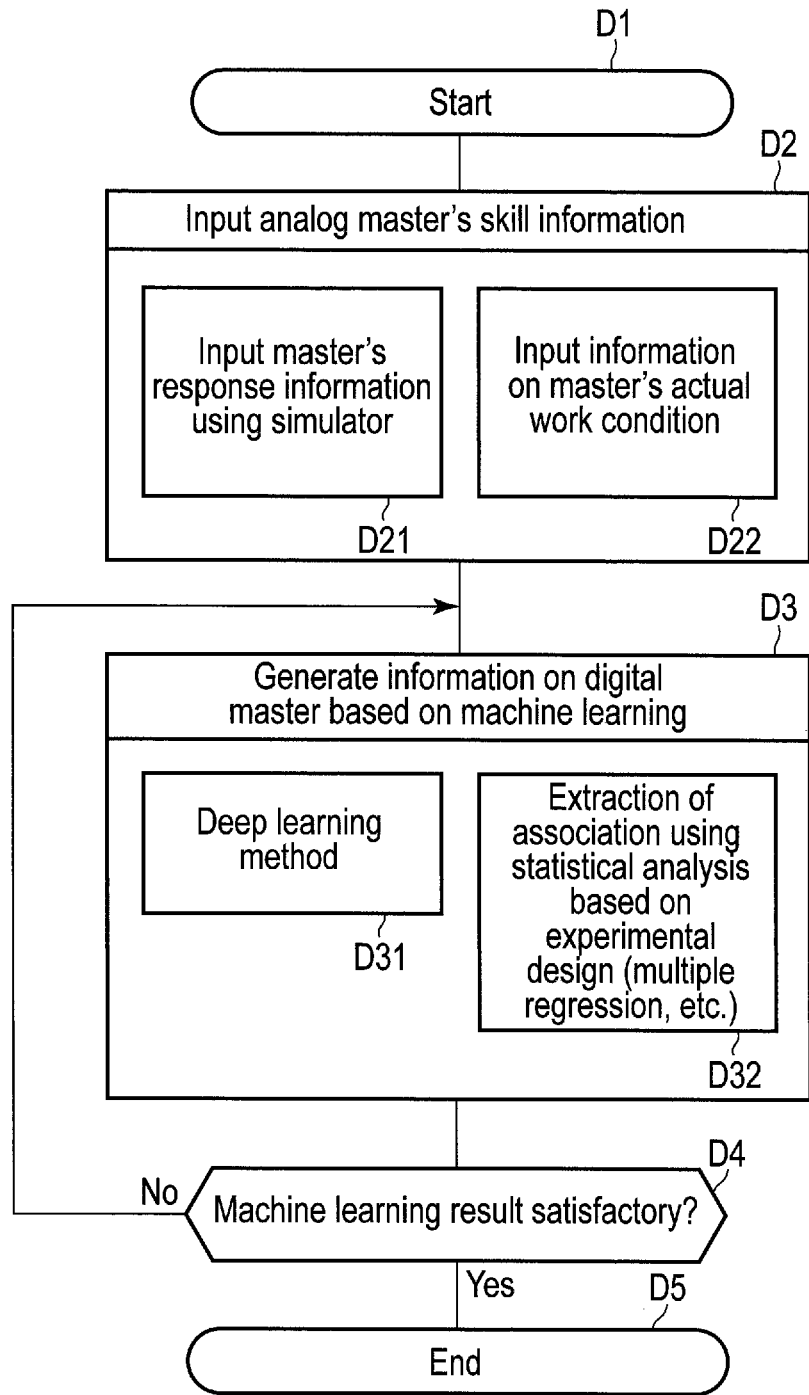 D1
Start
D2
Input analog master's skill information
Input master's
response information
using simulator
D21
Input information
on master's actual
work condition
D22
D3
Generate information on digital
master based on machine learning
Deep learning
method
D31
Extraction of
association using
statistical analysis
based on
experimental
design (multiple
regression, etc.)
D32
D4
No
Machine learning result satisfactory?
Yes
D5
End